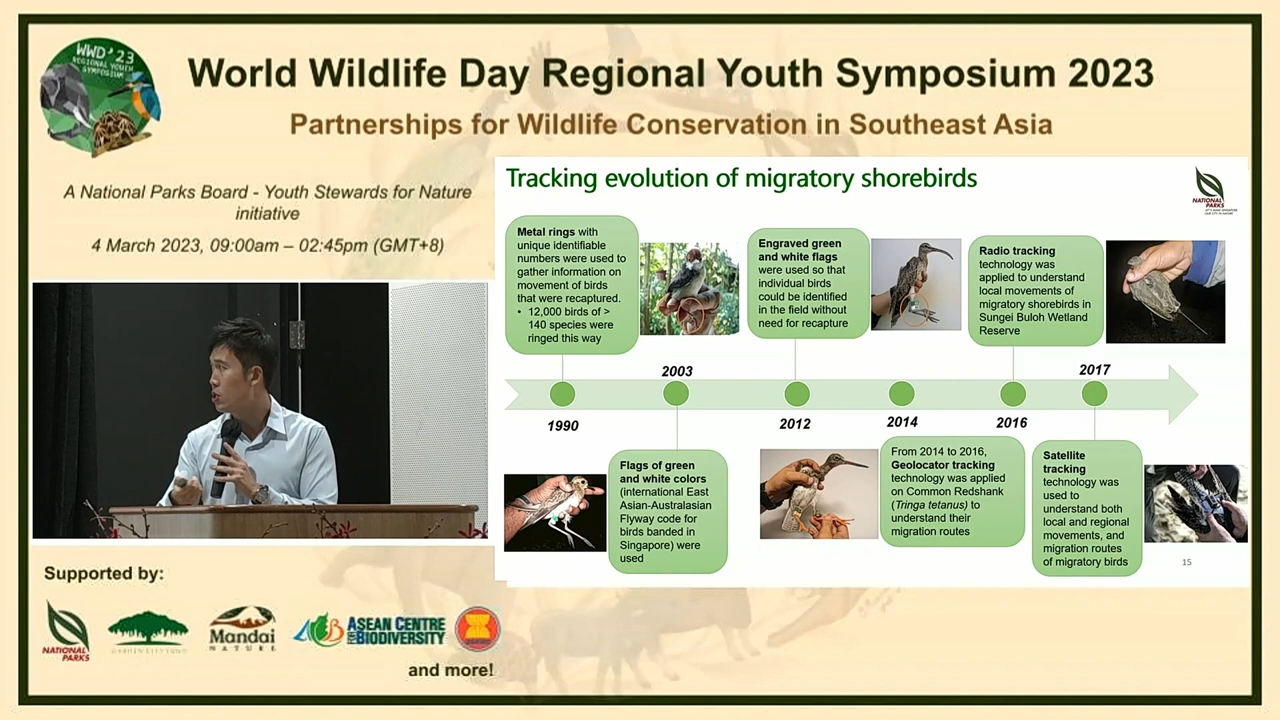 WWD '23
REGIONAL YOUTH
SYMPOSIUM
World Wildlife Day Regional Youth Symposium 2023
Partnerships for Wildlife Conservation in Southeast Asia
A National Parks Board - Youth Stewards for Nature
initiative
4 March 2023, 09:00am – 02:45pm (GMT+8)
Tracking evolution of migratory shorebirds
NATIONAL
PARKS
Metal rings with
unique identifiable
numbers were used to
gather information on
movement of birds
that were recaptured.
• 12,000 birds of >
140 species were
ringed this way
Engraved green
and white flags
were used so that
individual birds
could be identified
in the field without
need for recapture
Radio tracking
technology was
applied to understand
local movements of
migratory shorebirds in
Sungei Buloh Wetland
Reserve
2003
2017
1990
2012
2014
2016
Flags of green
and white colors
(international East
Asian-Australasian
Flyway code for
birds banded in
Singapore) were
used
From 2014 to 2016,
Geolocator tracking
technology was applied
on Common Redshank
(Tringa tetanus) to
understand their
migration routes
Satellite
tracking
technology was
used to
understand both
local and regional
movements, and
migration routes
of migratory birds
15
Supported by:
NATIONAL
PARKS
GARDEN CITY FUND
Mandai
NATURE
ASEAN CENTRE
FOR BIODIVERSITY
and more!